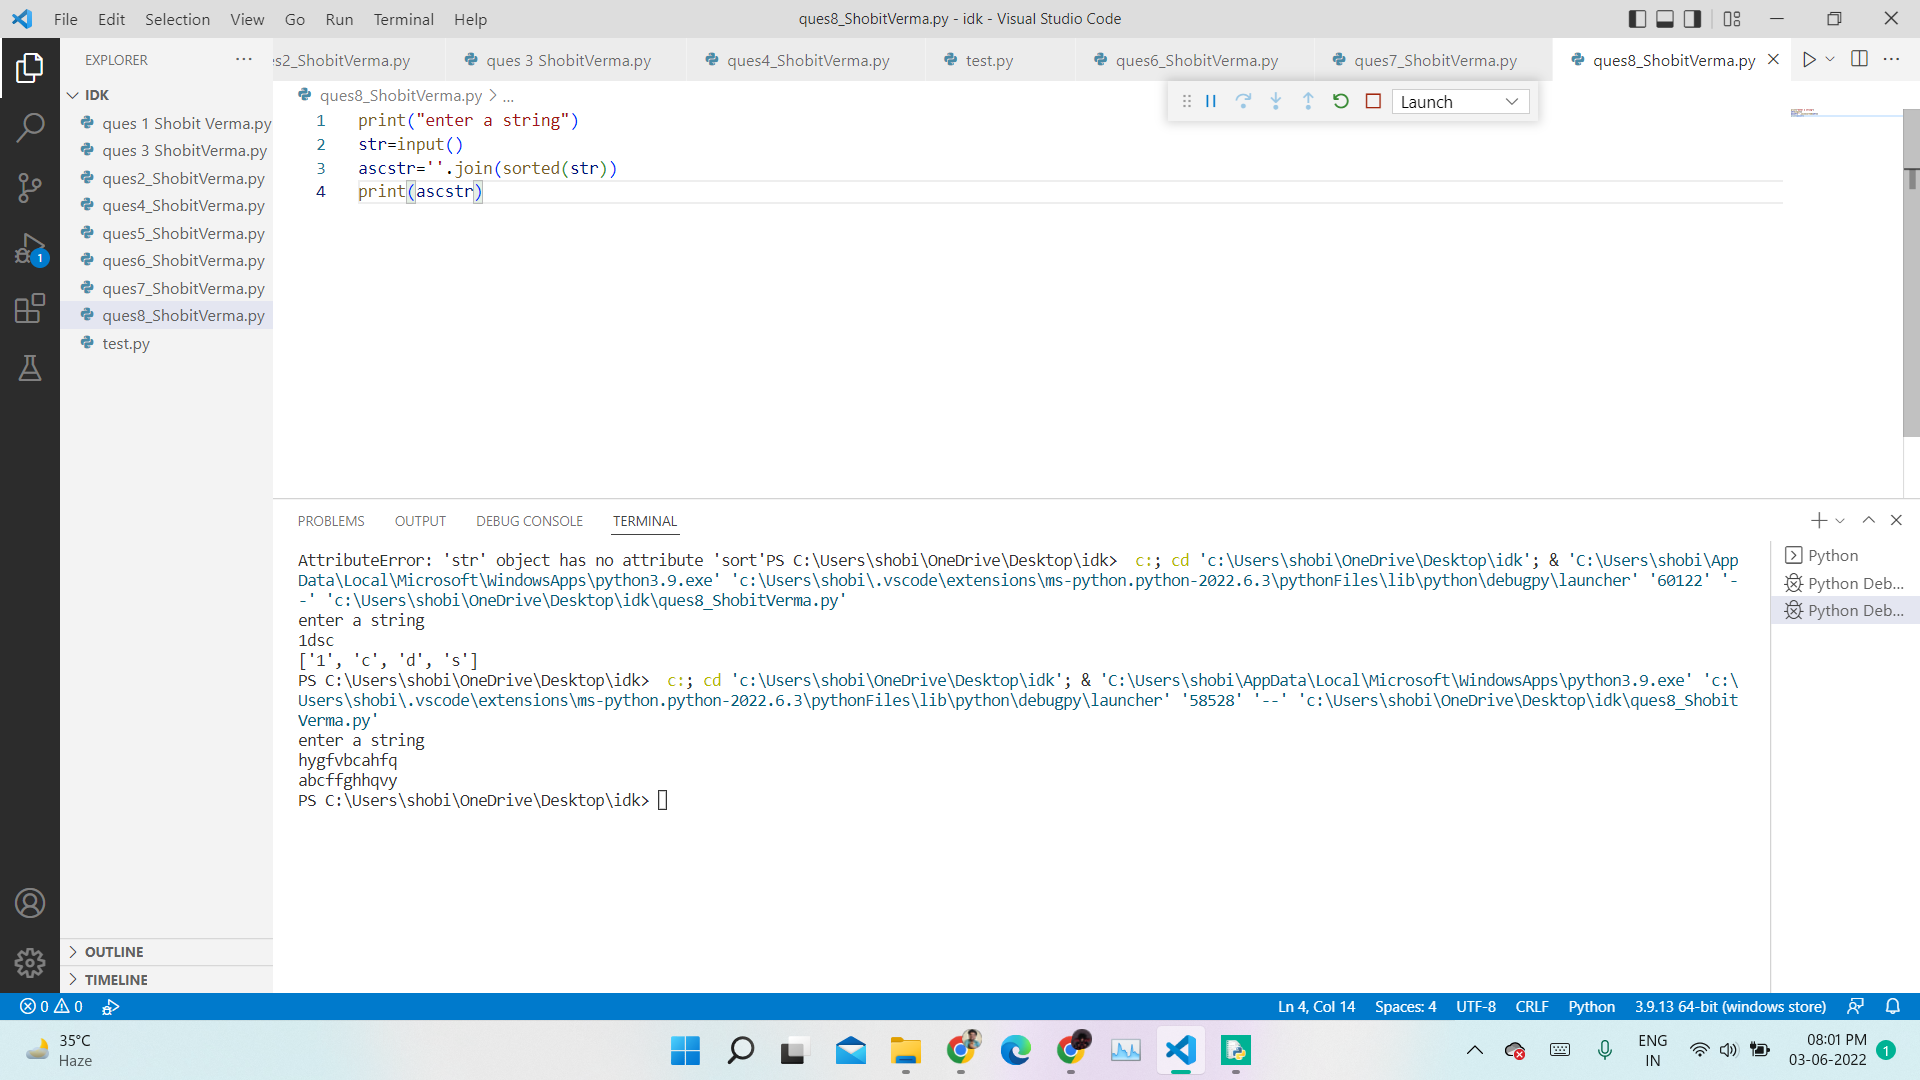 File Edit Selection View Go Run Terminal Help
ques8_ShobitVerma.py - idk - Visual Studio Code
EXPLORER
es2_ShobitVerma.py
ques 3 ShobitVerma.py
ques4_ShobitVerma.py
test.py
ques6_ShobitVerma.py
ques7_ShobitVerma.py
ques8_ShobitVerma.py
IDK
ques 1 Shobit Verma.py
ques 3 ShobitVerma.py
ques2_ShobitVerma.py
ques4_ShobitVerma.py
ques5_ShobitVerma.py
ques6_ShobitVerma.py
ques7_ShobitVerma.py
ques8_ShobitVerma.py
test.py
ques8_ShobitVerma.py > ...
Launch
1 print("enter a string")
2 str=input()
3 ascstr=''.join(sorted(str))
4 print(ascstr)
1
PROBLEMS OUTPUT DEBUG CONSOLE TERMINAL
AttributeError: 'str' object has no attribute 'sort'PS C:\Users\shobi\OneDrive\Desktop\idk>  c:; cd 'c:\Users\shobi\OneDrive\Desktop\idk'; & 'C:\Users\shobi\App
Data\Local\Microsoft\WindowsApps\python3.9.exe' 'c:\Users\shobi\.vscode\extensions\ms-python.python-2022.6.3\pythonFiles\lib\python\debugpy\launcher' '60122' '-
-' 'c:\Users\shobi\OneDrive\Desktop\idk\ques8_ShobitVerma.py'
enter a string
1dsc
['1', 'c', 'd', 's']
PS C:\Users\shobi\OneDrive\Desktop\idk>  c:; cd 'c:\Users\shobi\OneDrive\Desktop\idk'; & 'C:\Users\shobi\AppData\Local\Microsoft\WindowsApps\python3.9.exe' 'c:\
Users\shobi\.vscode\extensions\ms-python.python-2022.6.3\pythonFiles\lib\python\debugpy\launcher' '58528' '--' 'c:\Users\shobi\OneDrive\Desktop\idk\ques8_Shobit
Verma.py'
enter a string
hygfvbcahfq
abcffghhqvy
PS C:\Users\shobi\OneDrive\Desktop\idk>
Python
Python Deb...
Python Deb...
OUTLINE
TIMELINE
0 0
Ln 4, Col 14 Spaces: 4 UTF-8 CRLF Python 3.9.13 64-bit (windows store)
35°C
Haze
ENG
IN
08:01 PM
03-06-2022
1